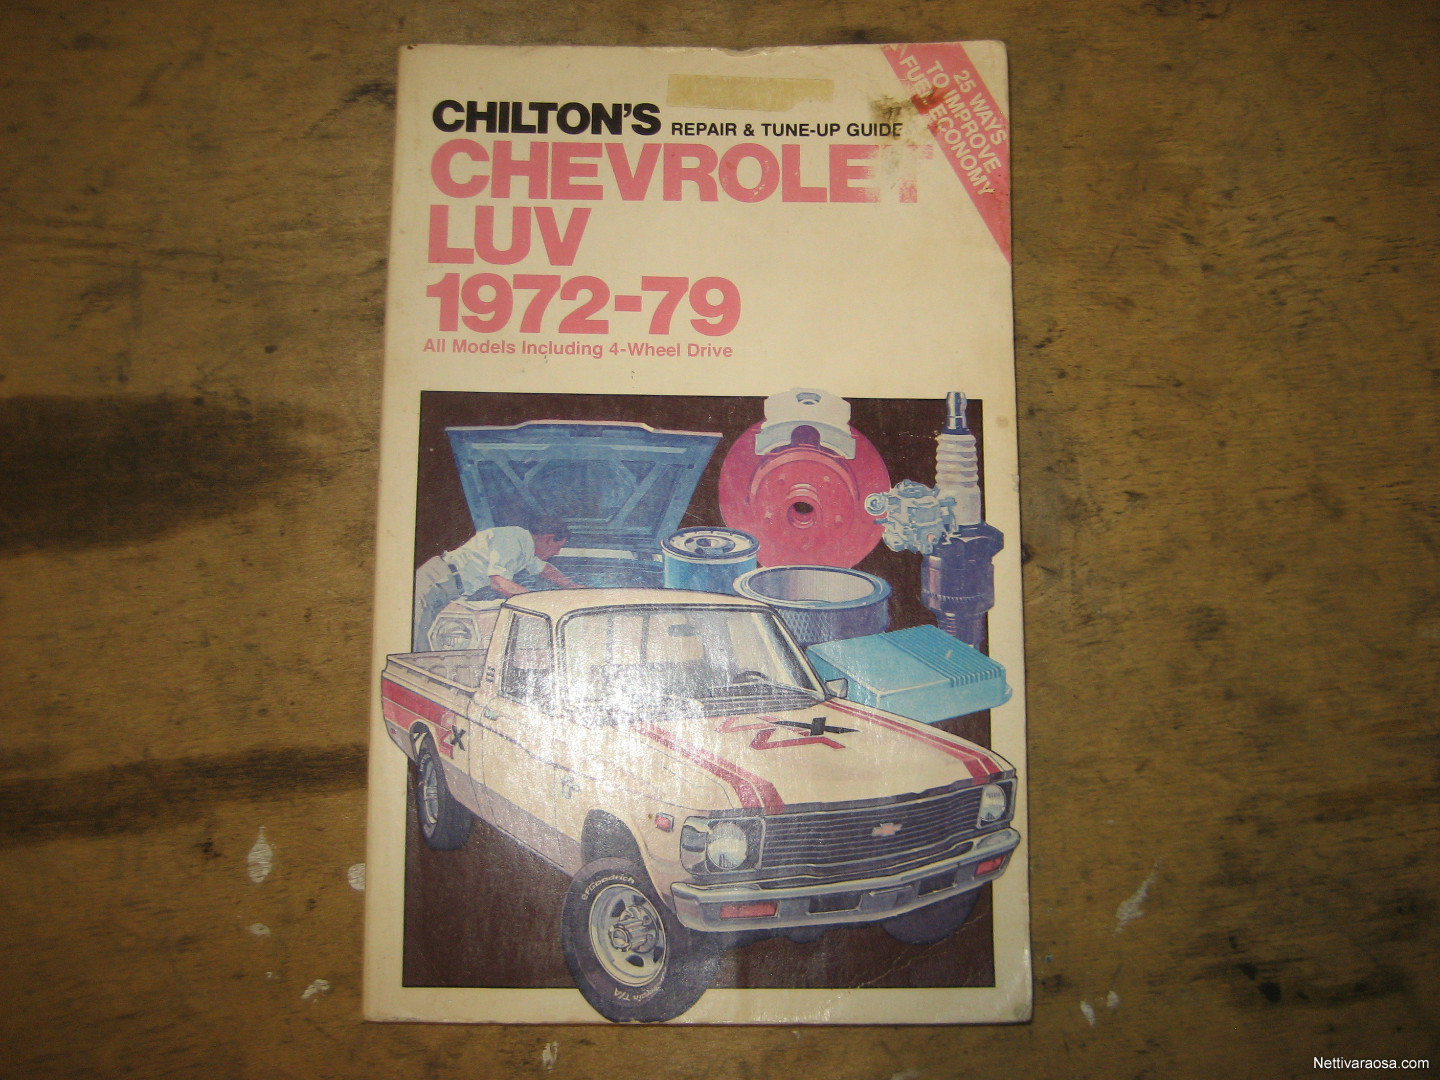 CHILTON'S REPAIR & TUNE-UP GUIDE
CHEVROLET
LUV
1972-79
All Models Including 4-Wheel Drive
25 WAYS
TO IMPROVE
FUEL ECONOMY
X
X
BFGoodrich
T/A
Nettivaraosa.com